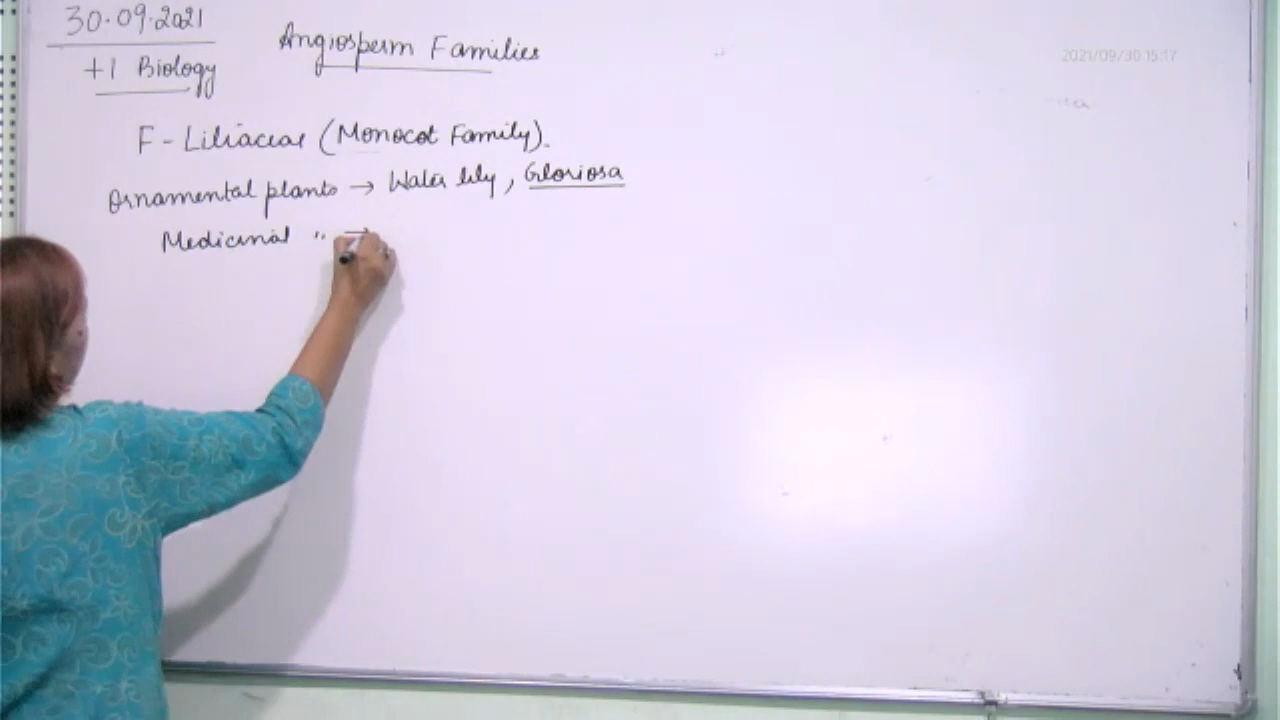 30.09.2021
+1 Biology
Angiosperm Families
2021/09/30 15:17
F - Liliaceae (Monocot Family).
Ornamental plants → Water lily, Gloriosa
Medicinal " →